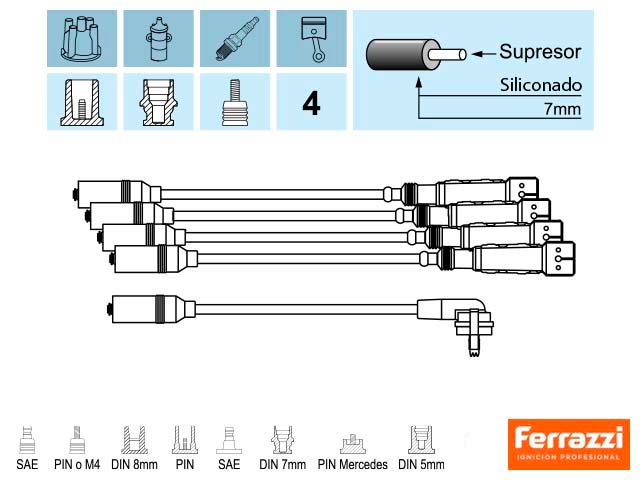 Supresor
Siliconado
7mm
4
SAE PIN o M4 DIN 8mm PIN SAE DIN 7mm PIN Mercedes DIN 5mm
Ferrazzi
IGNICION PROFESIONAL